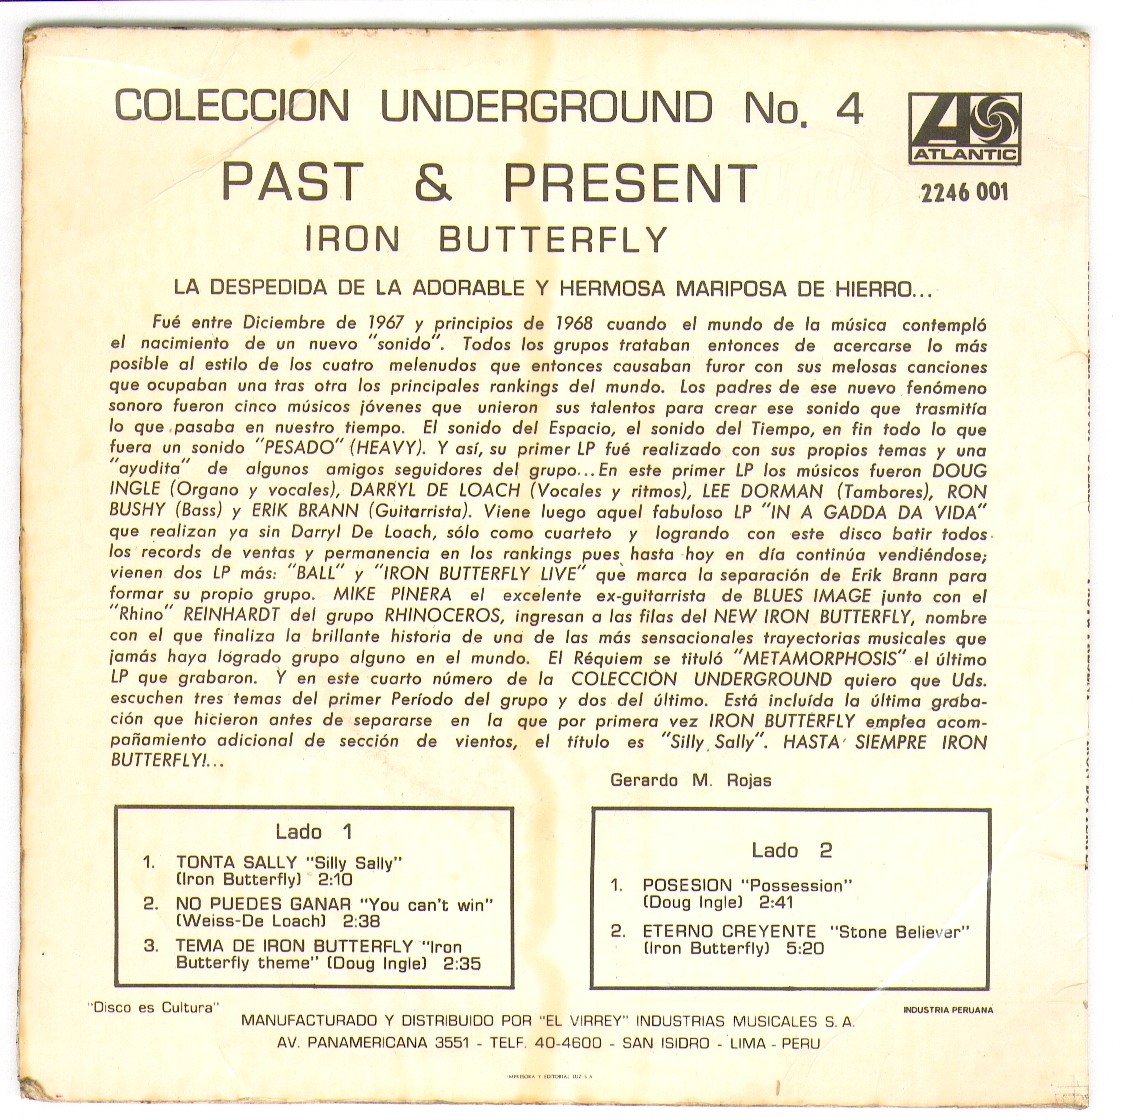 COLECCION UNDERGROUND No. 4
ATLANTIC
2246 001
PAST & PRESENT
IRON BUTTERFLY
LA DESPEDIDA DE LA ADORABLE Y HERMOSA MARIPOSA DE HIERRO...
Fué entre Diciembre de 1967 y principios de 1968 cuando el mundo de la música contempló
el nacimiento de un nuevo "sonido". Todos los grupos trataban entonces de acercarse lo más
posible al estilo de los cuatro melenudos que entonces causaban furor con sus melosas canciones
que ocupaban una tras otra los principales rankings del mundo. Los padres de ese nuevo fenómeno
sonoro fueron cinco músicos jóvenes que unieron sus talentos para crear ese sonido que trasmitía
lo que pasaba en nuestro tiempo. El sonido del Espacio, el sonido del Tiempo, en fin todo lo que
fuera un sonido "PESADO" (HEAVY). Y así, su primer LP fué realizado con sus propios temas y una
"ayudita" de algunos amigos seguidores del grupo... En este primer LP los músicos fueron DOUG
INGLE (Organo y vocales), DARRYL DE LOACH (Vocales y ritmos), LEE DORMAN (Tambores), RON
BUSHY (Bass) y ERIK BRANN (Guitarrista). Viene luego aquel fabuloso LP "IN A GADDA DA VIDA"
que realizan ya sin Darryl De Loach, sólo como cuarteto y logrando con este disco batir todos
los records de ventas y permanencia en los rankings pues hasta hoy en día continúa vendiéndose;
vienen dos LP más: "BALL" y "IRON BUTTERFLY LIVE" què marca la separación de Erik Brann para
formar su propio grupo. MIKE PINERA el excelente ex-guitarrista de BLUES IMAGE junto con el
"Rhino" REINHARDT del grupo RHINOCEROS, ingresan a las filas del NEW IRON BUTTERFLY, nombre
con el que finaliza la brillante historia de una de las más sensacionales trayectorias musicales que
jamás haya logrado grupo alguno en el mundo. El Réquiem se tituló "METAMORPHOSIS" el último
LP que grabaron. Y en este cuarto número de la COLECCIÓN UNDERGROUND quiero que Uds.
escuchen tres temas del primer Período del grupo y dos del último. Está incluída la última graba-
ción que hicieron antes de separarse en la que por primera vez IRON BUTTERFLY emplea acom-
pañamiento adicional de sección de vientos, el título es "Silly Sally". HASTA SIEMPRE IRON
BUTTERFLY!...
Gerardo M. Rojas
Lado 1
1. TONTA SALLY "Silly Sally"
(Iron Butterfly) 2:10
2. NO PUEDES GANAR "You can't win"
(Weiss-De Loach) 2:38
3. TEMA DE IRON BUTTERFLY "Iron
Butterfly theme" (Doug Ingle) 2:35
Lado 2
1. POSESION "Possession"
(Doug Ingle) 2:41
2. ETERNO CREYENTE "Stone Believer"
(Iron Butterfly) 5:20
"Disco es Cultura"
INDUSTRIA PERUANA
MANUFACTURADO Y DISTRIBUIDO POR "EL VIRREY" INDUSTRIAS MUSICALES S. A.
AV. PANAMERICANA 3551 - TELF. 40-4600 - SAN ISIDRO - LIMA - PERU
IMPRESORA Y EDITORIAL LUZ S A